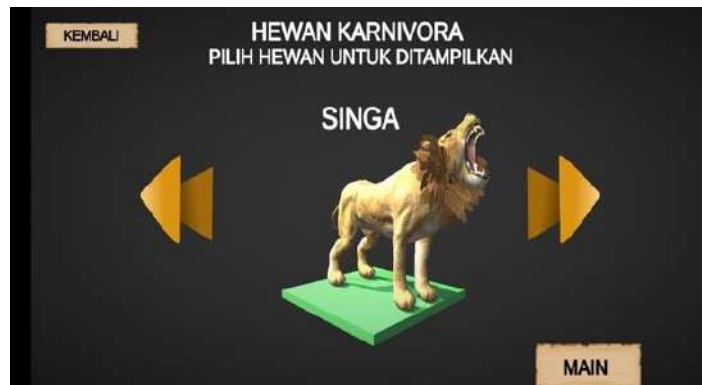 KEMBALI
HEWAN KARNIVORA
PILIH HEWAN UNTUK DITAMPILKAN
SINGA
MAIN